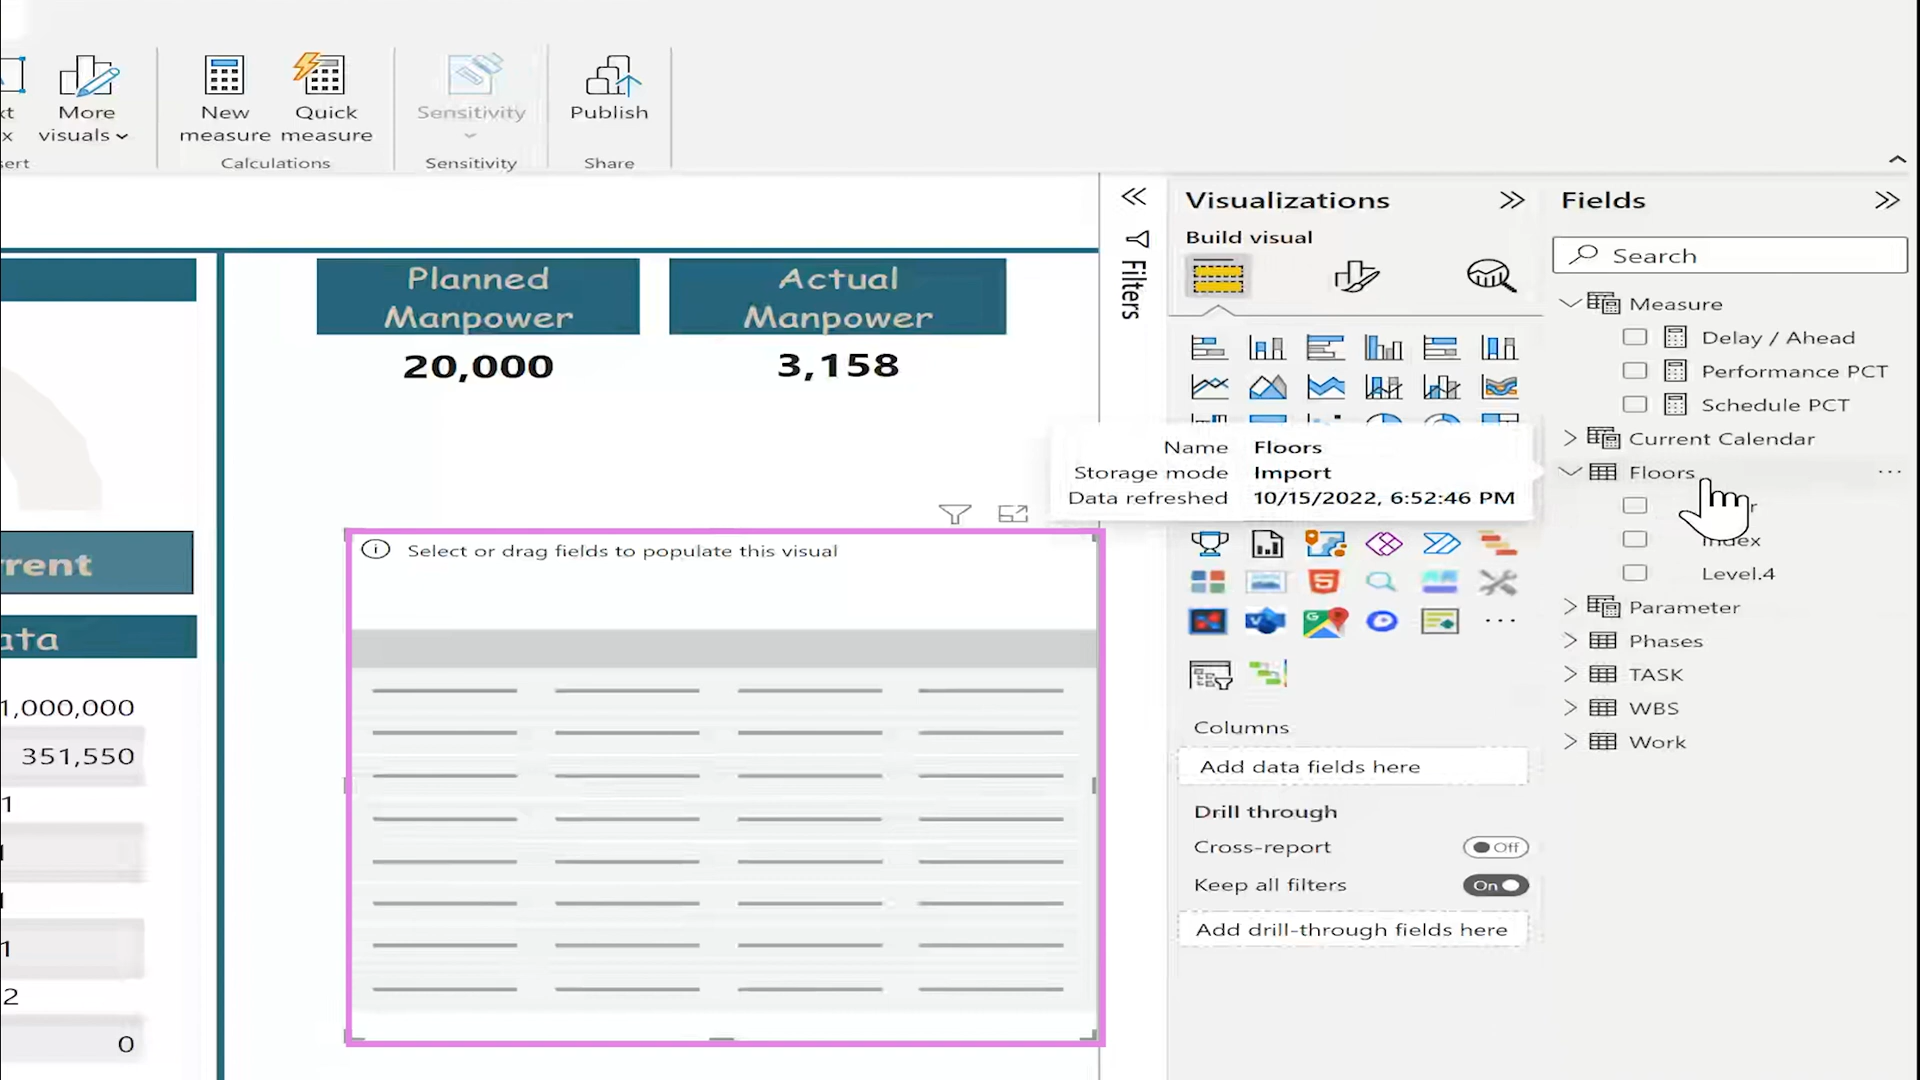 More
visuals
New
measure
Quick
measure
Sensitivity
Publish
Calculations
Sensitivity
Share
Planned
Manpower
20,000
Actual
Manpower
3,158
Select or drag fields to populate this visual
1,000,000
351,550
1
1
2
0
Filters
Visualizations
Build visual
Name Floors
Storage mode Import
Data refreshed 10/15/2022, 6:52:46 PM
Columns
Add data fields here
Drill through
Cross-report
Off
Keep all filters
On
Add drill-through fields here
Fields
Search
Measure
Delay / Ahead
Performance PCT
Schedule PCT
Current Calendar
Floors
Index
Level.4
Parameter
Phases
TASK
WBS
Work